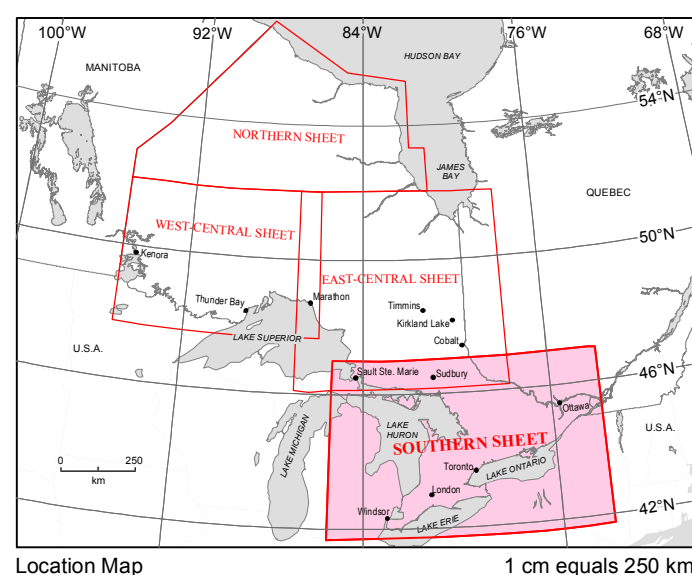 100°W
92°W
84°W
76°W
68°W
HUDSON BAY
MANITOBA
54°N
NORTHERN SHEET
JAMES
BAY
QUEBEC
WEST-CENTRAL SHEET
50°N
Kenora
EAST-CENTRAL SHEET
Thunder Bay
Marathon
Timmins
Kirkland Lake
LAKE SUPERIOR
Cobalt
U.S.A.
Sault Ste. Marie
Sudbury
46°N
Ottawa
LAKE
HURON
U.S.A.
LAKE MICHIGAN
SOUTHERN SHEET
0
250
km
Toronto
LAKE ONTARIO
London
Windsor
LAKE ERIE
42°N
Location Map
1 cm equals 250 km